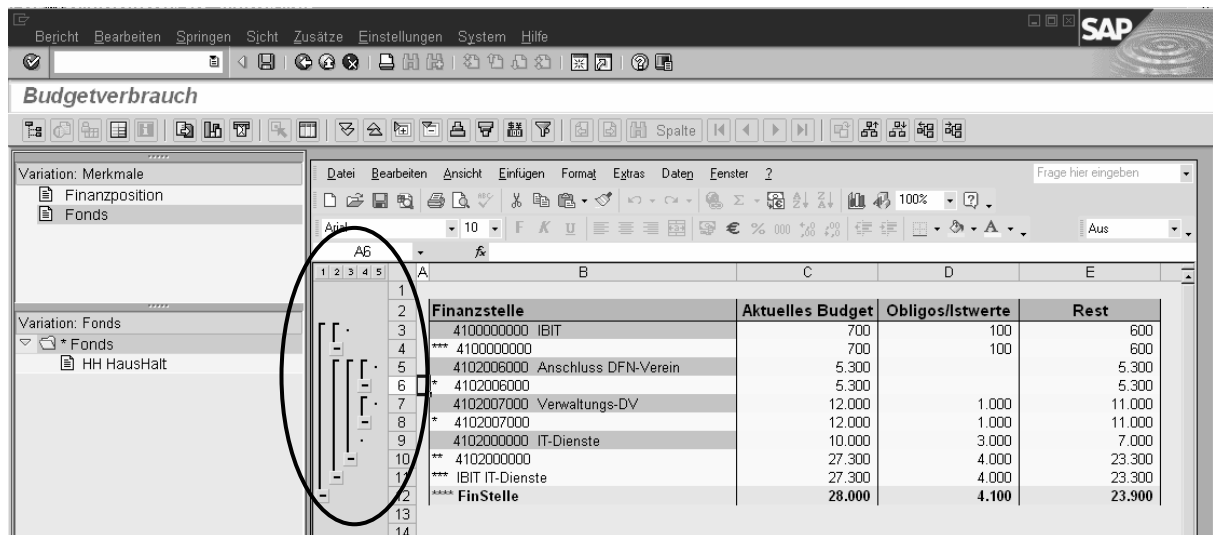 Bericht Bearbeiten Springen Sicht Zusätze Einstellungen System Hilfe
SAP
Budgetverbrauch
Spalte
Variation: Merkmale
Finanzposition
Fonds
Variation: Fonds
* Fonds
HH HausHalt
Datei Bearbeiten Ansicht Einfügen Format Extras Daten Fenster ?
Frage hier eingeben
100%
Arial 10 F K U € % 000 Aus
A6 fx
1 2 3 4 5 A B C D E
1
2 Finanzstelle Aktuelles Budget Obligos/Istwerte Rest
3 4100000000 IBIT 700 100 600
4 *** 4100000000 700 100 600
5 4102006000 Anschluss DFN-Verein 5.300 5.300
6 * 4102006000 5.300 5.300
7 4102007000 Verwaltungs-DV 12.000 1.000 11.000
8 * 4102007000 12.000 1.000 11.000
9 4102000000 IT-Dienste 10.000 3.000 7.000
10 ** 4102000000 27.300 4.000 23.300
11 *** IBIT IT-Dienste 27.300 4.000 23.300
12 **** FinStelle 28.000 4.100 23.900
13
14